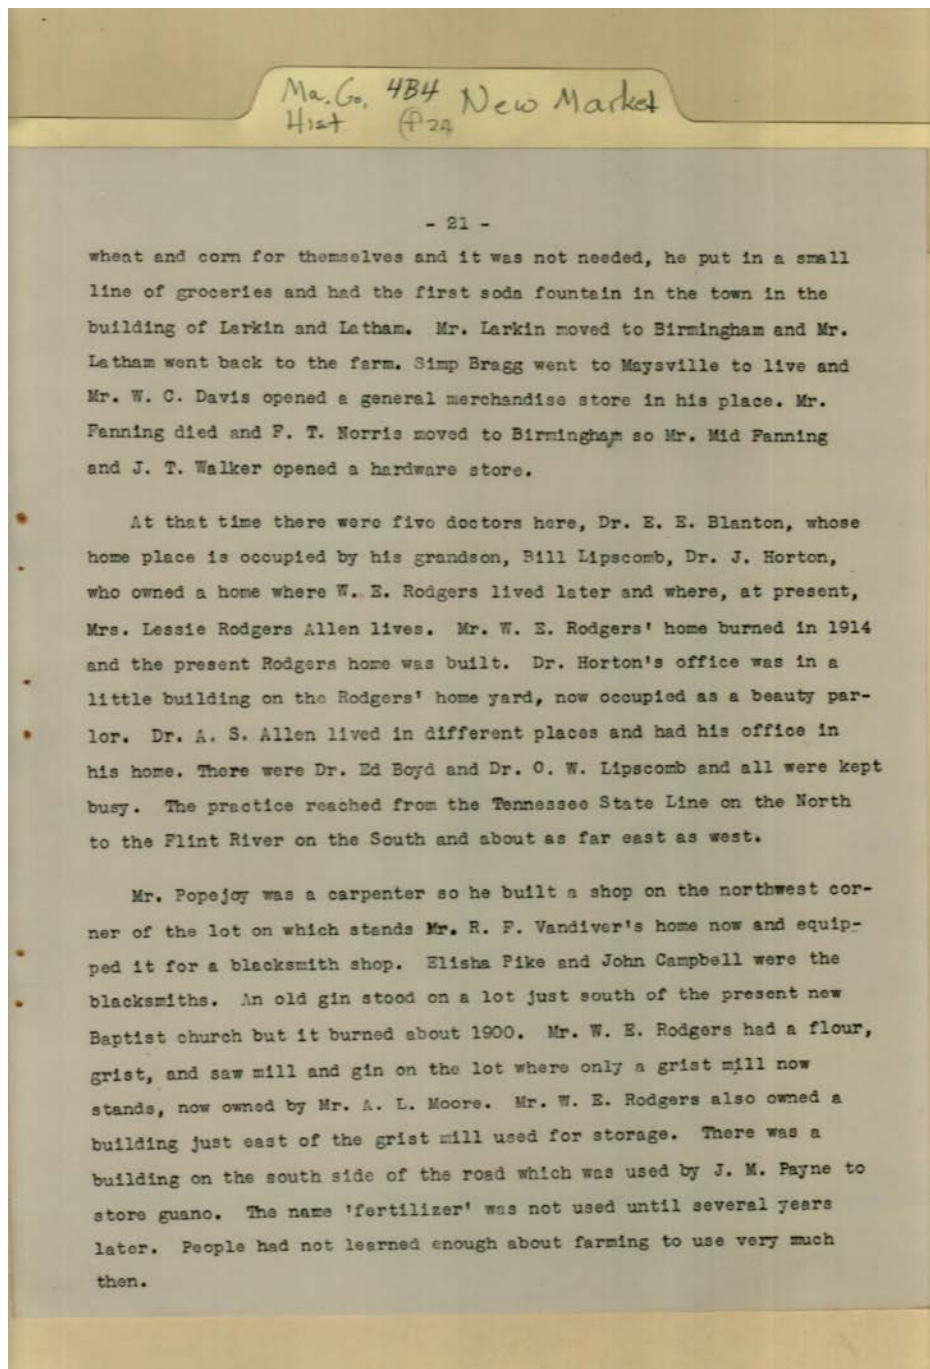 Ma. Co. 4B4 New Market
Hist P24
- 21 -
wheat and corn for themselves and it was not needed, he put in a small
line of groceries and had the first soda fountain in the town in the
building of Larkin and Latham. Mr. Larkin moved to Birmingham and Mr.
Latham went back to the farm. Simp Bragg went to Maysville to live and
Mr. W. C. Davis opened a general merchandise store in his place. Mr.
Fanning died and F. T. Norris moved to Birmingham so Mr. Mid Fanning
and J. T. Walker opened a hardware store.
At that time there were five doctors here, Dr. E. E. Blanton, whose
home place is occupied by his grandson, Bill Lipscomb, Dr. J. Horton,
who owned a home where W. E. Rodgers lived later and where, at present,
Mrs. Lessie Rodgers Allen lives. Mr. W. E. Rodgers' home burned in 1914
and the present Rodgers home was built. Dr. Horton's office was in a
little building on the Rodgers' home yard, now occupied as a beauty par-
lor. Dr. A. S. Allen lived in different places and had his office in
his home. There were Dr. Ed Boyd and Dr. O. W. Lipscomb and all were kept
busy. The practice reached from the Tennessee State Line on the North
to the Flint River on the South and about as far east as west.
Mr. Popejoy was a carpenter so he built a shop on the northwest cor-
ner of the lot on which stands Mr. R. F. Vandiver's home now and equip-
ped it for a blacksmith shop. Elisha Pike and John Campbell were the
blacksmiths. An old gin stood on a lot just south of the present new
Baptist church but it burned about 1900. Mr. W. E. Rodgers had a flour,
grist, and saw mill and gin on the lot where only a grist mill now
stands, now owned by Mr. A. L. Moore. Mr. W. E. Rodgers also owned a
building just east of the grist mill used for storage. There was a
building on the south side of the road which was used by J. M. Payne to
store guano. The name 'fertilizer' was not used until several years
later. People had not learned enough about farming to use very much
then.